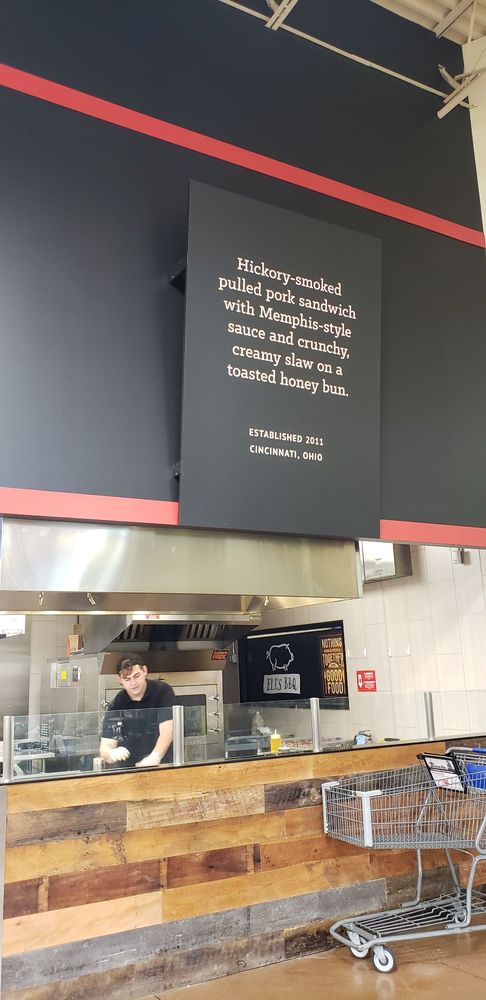 Hickory-smoked
pulled pork sandwich
with Memphis-style
sauce and crunchy,
creamy slaw on a
toasted honey bun.
ESTABLISHED 2011
CINCINNATI, OHIO
ELI'S BBQ
NOTHING
TOGETHER
GOOD
FOOD